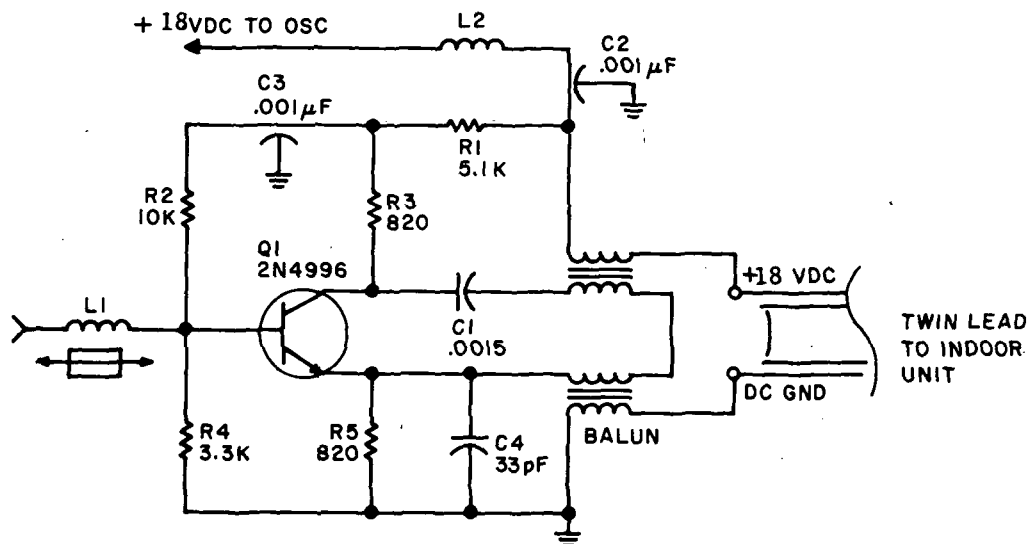 + 18VDC TO OSC
L2
C2
.001µF
C3
.001µF
R1
5.1K
R2
10K
R3
820
Q1
2N4996
L1
C1
.0015
+18 VDC
TWIN LEAD
TO INDOOR
UNIT
DC GND
BALUN
R4
3.3K
R5
820
C4
33pF